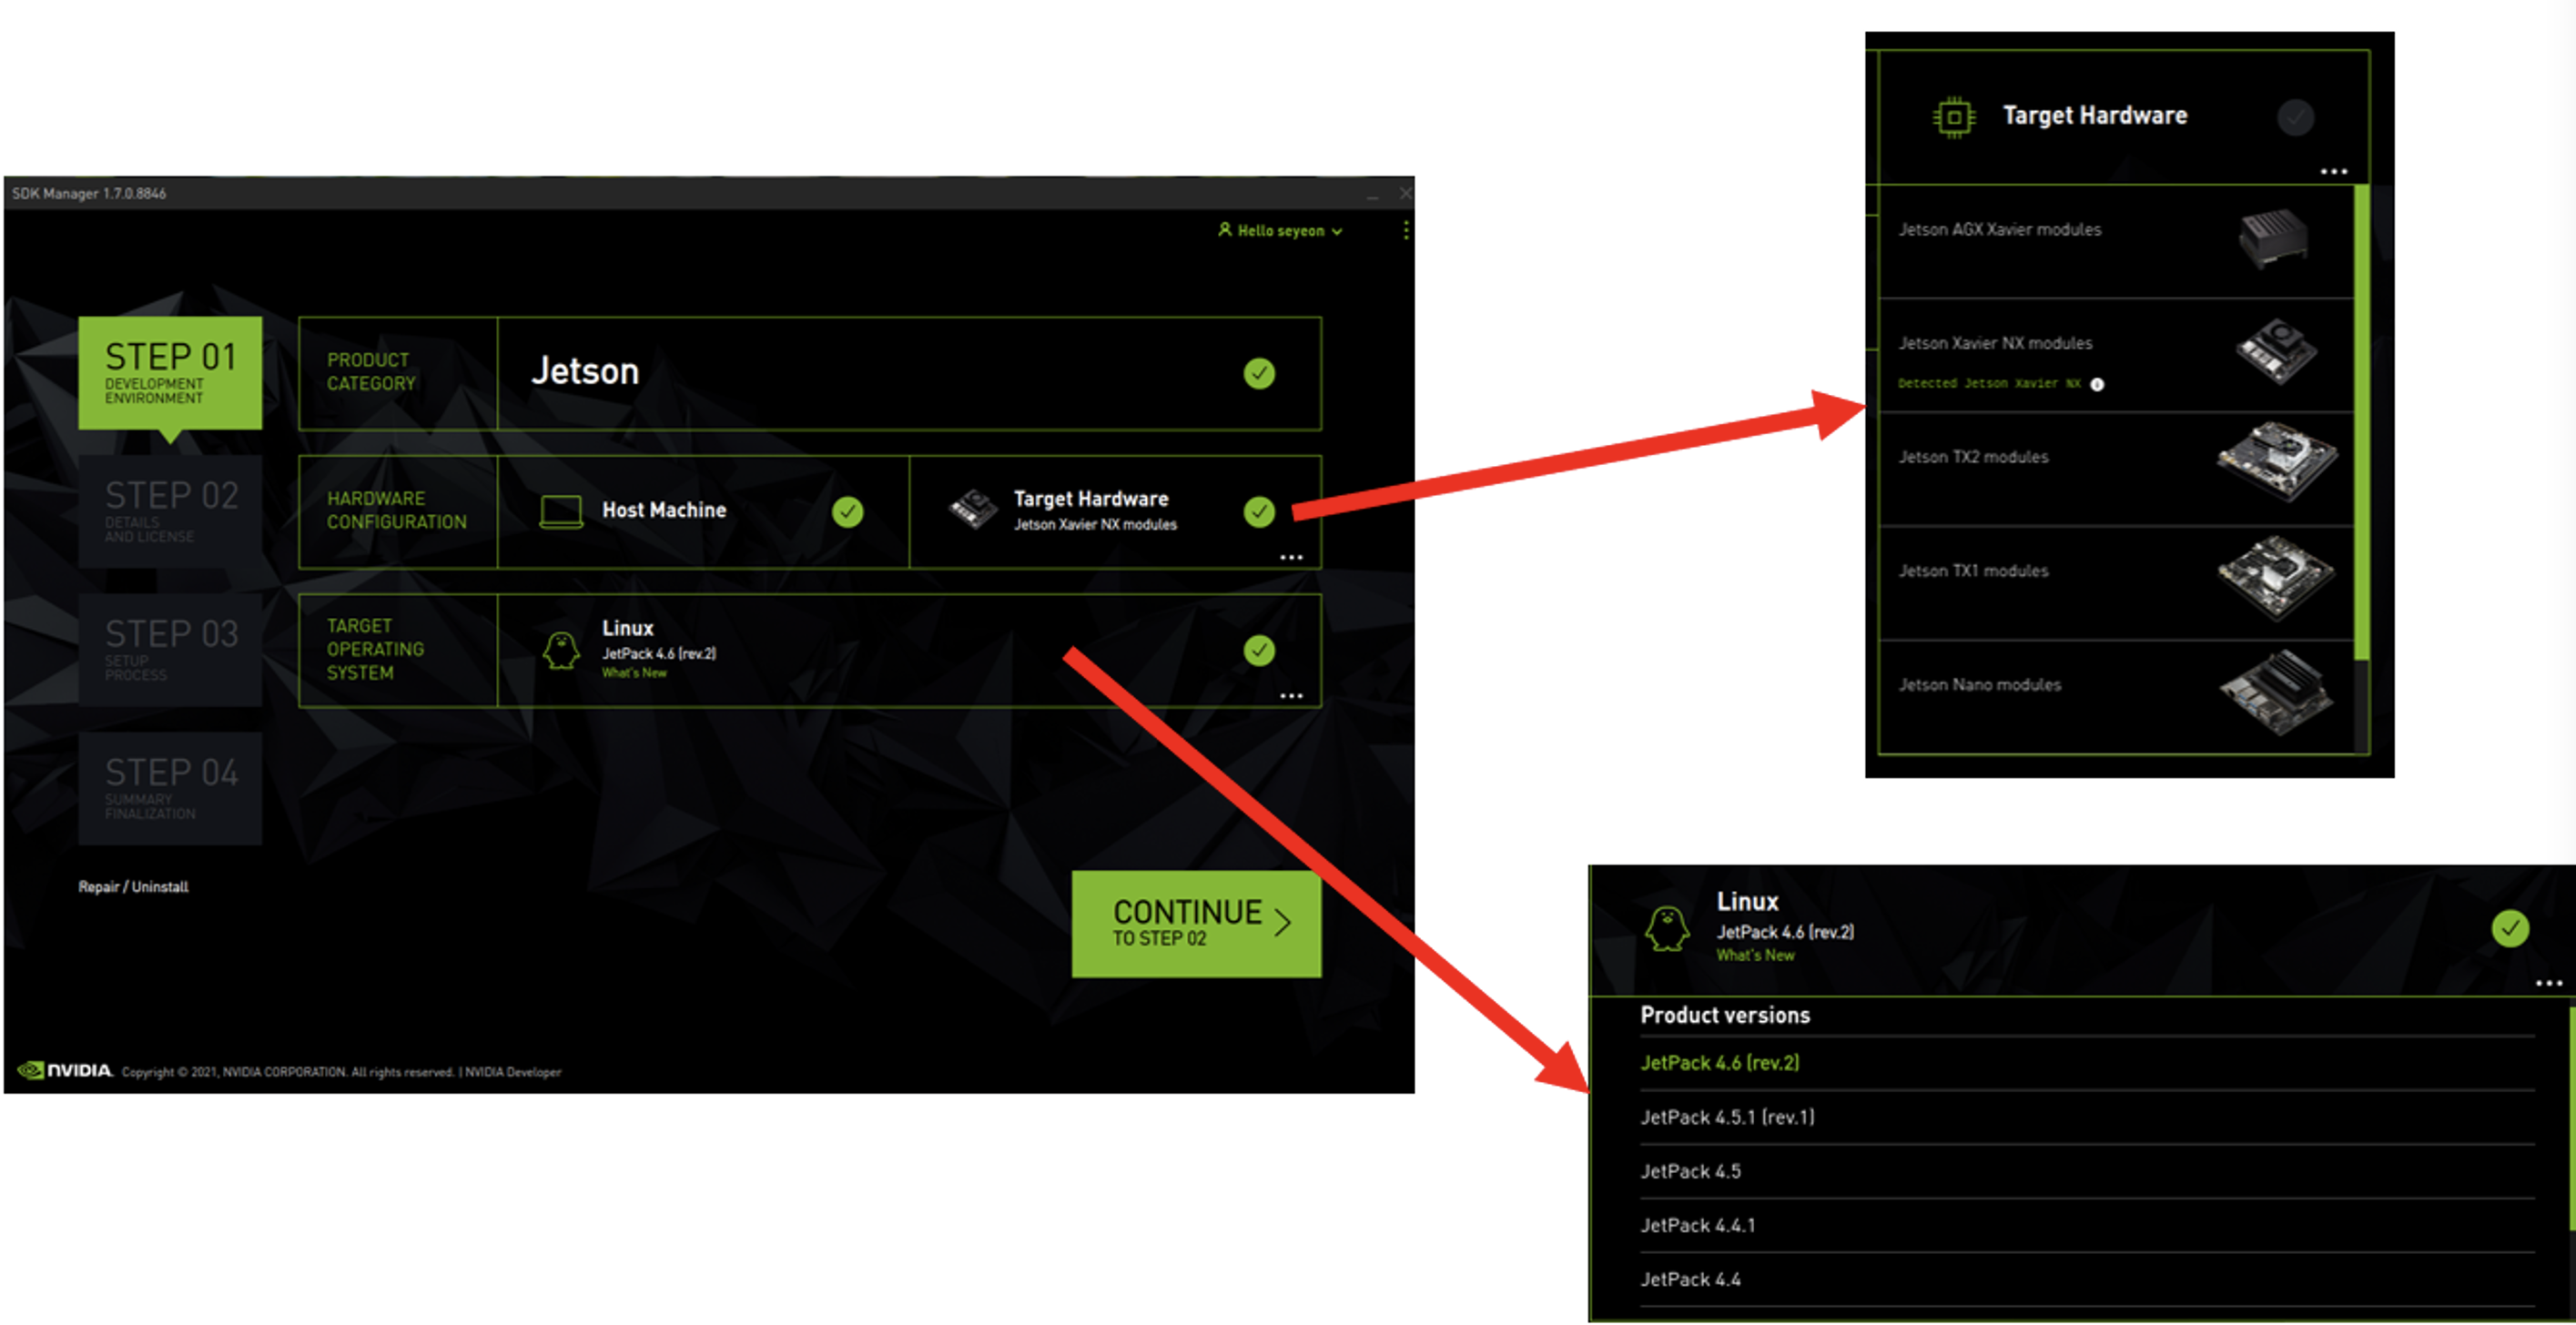 SDK Manager 1.7.0.8846
Hello seyeon
STEP 01
DEVELOPMENT
ENVIRONMENT
PRODUCT
CATEGORY
Jetson
STEP 02
DETAILS
AND LICENSE
HARDWARE
CONFIGURATION
Host Machine
Target Hardware
Jetson Xavier NX modules
...
STEP 03
SETUP
PROCESS
TARGET
OPERATING
SYSTEM
Linux
JetPack 4.6 (rev.2)
What's New
...
STEP 04
SUMMARY
FINALIZATION
Repair / Uninstall
CONTINUE
TO STEP 02
NVIDIA. Copyright © 2021, NVIDIA CORPORATION. All rights reserved. | NVIDIA Developer
Target Hardware
...
Jetson AGX Xavier modules
Jetson Xavier NX modules
Detected Jetson Xavier NX
Jetson TX2 modules
Jetson TX1 modules
Jetson Nano modules
Linux
JetPack 4.6 (rev.2)
What's New
...
Product versions
JetPack 4.6 (rev.2)
JetPack 4.5.1 (rev.1)
JetPack 4.5
JetPack 4.4.1
JetPack 4.4